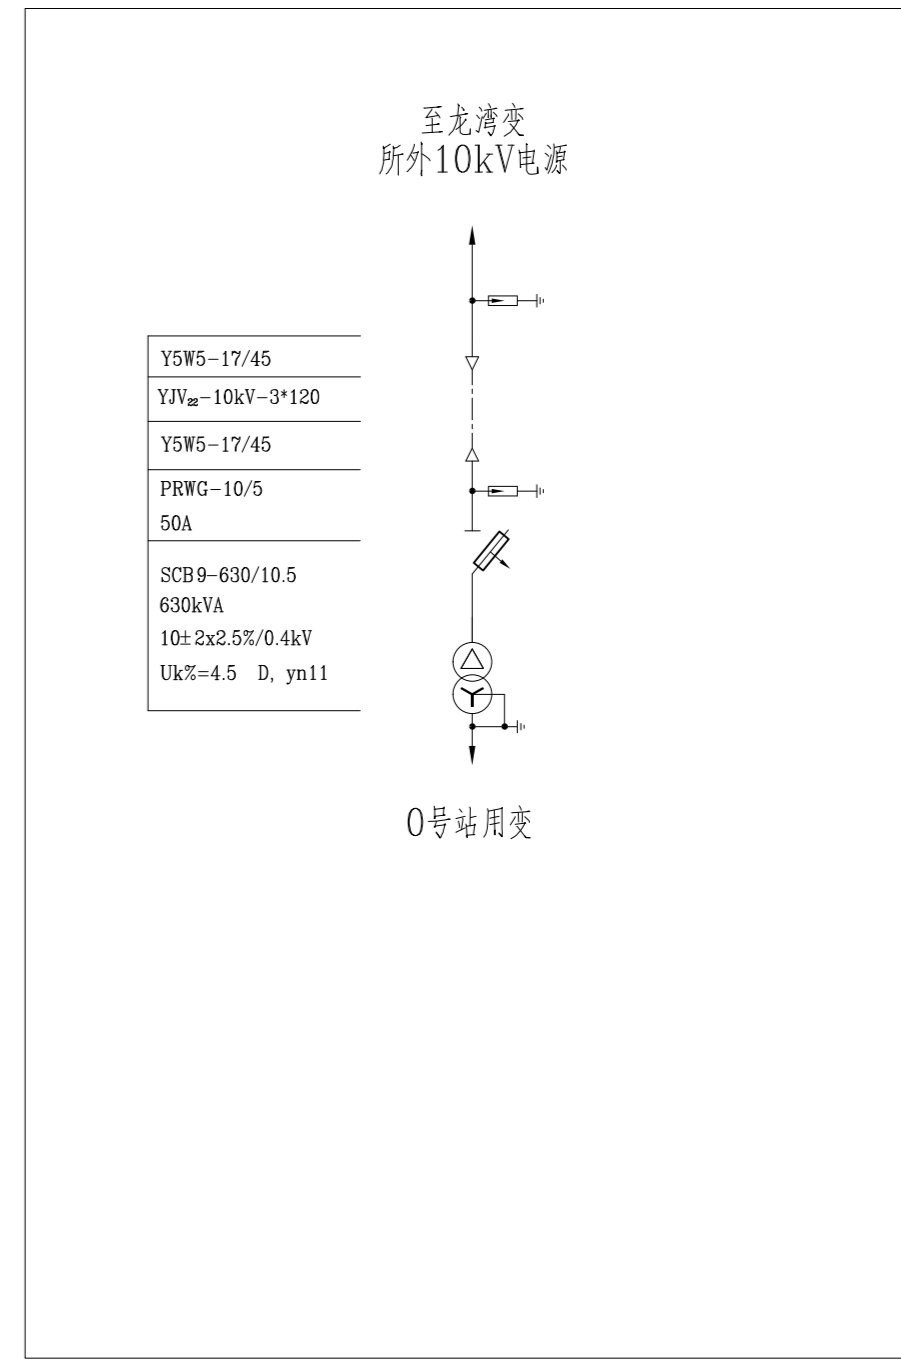 至龙湾变
所外10kV电源
Y5W5-17/45
YJV₂₂-10kV-3*120
Y5W5-17/45
PRWG-10/5
50A
SCB9-630/10.5
630kVA
10±2x2.5%/0.4kV
Uk%=4.5 D, yn11
0号站用变